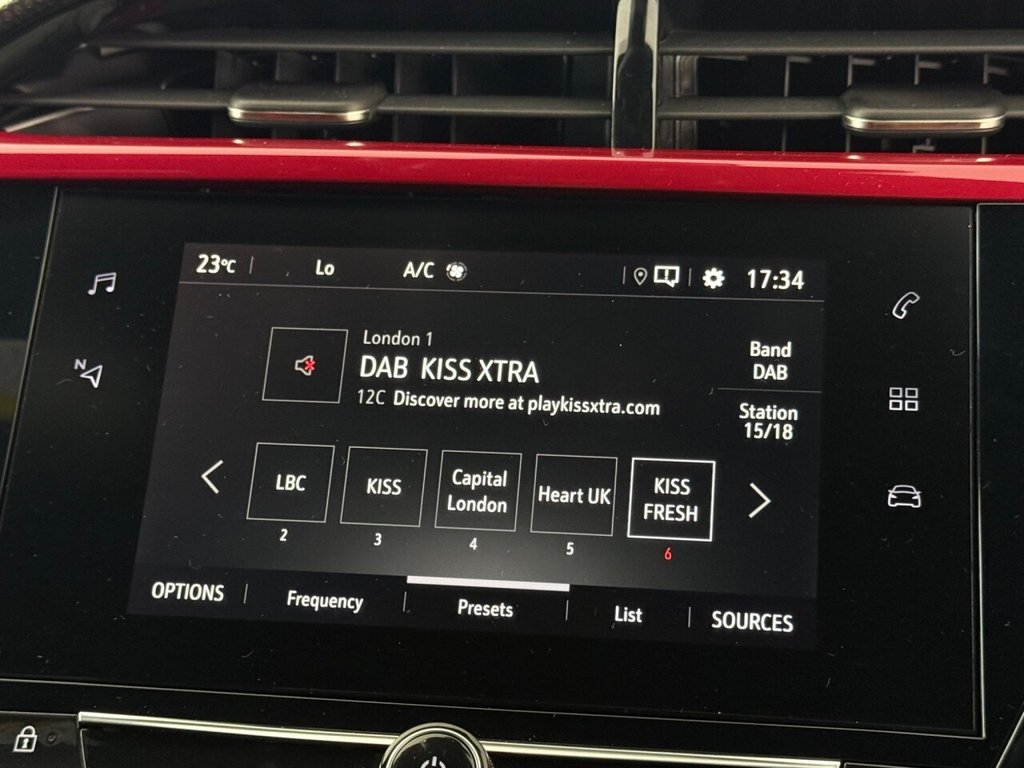 23°C Lo A/C 17:34
London 1
DAB KISS XTRA
12C Discover more at playkissxtra.com
Band
DAB
Station
15/18
LBC
2
KISS
3
Capital
London
4
Heart UK
5
KISS
FRESH
6
OPTIONS Frequency Presets List SOURCES
N